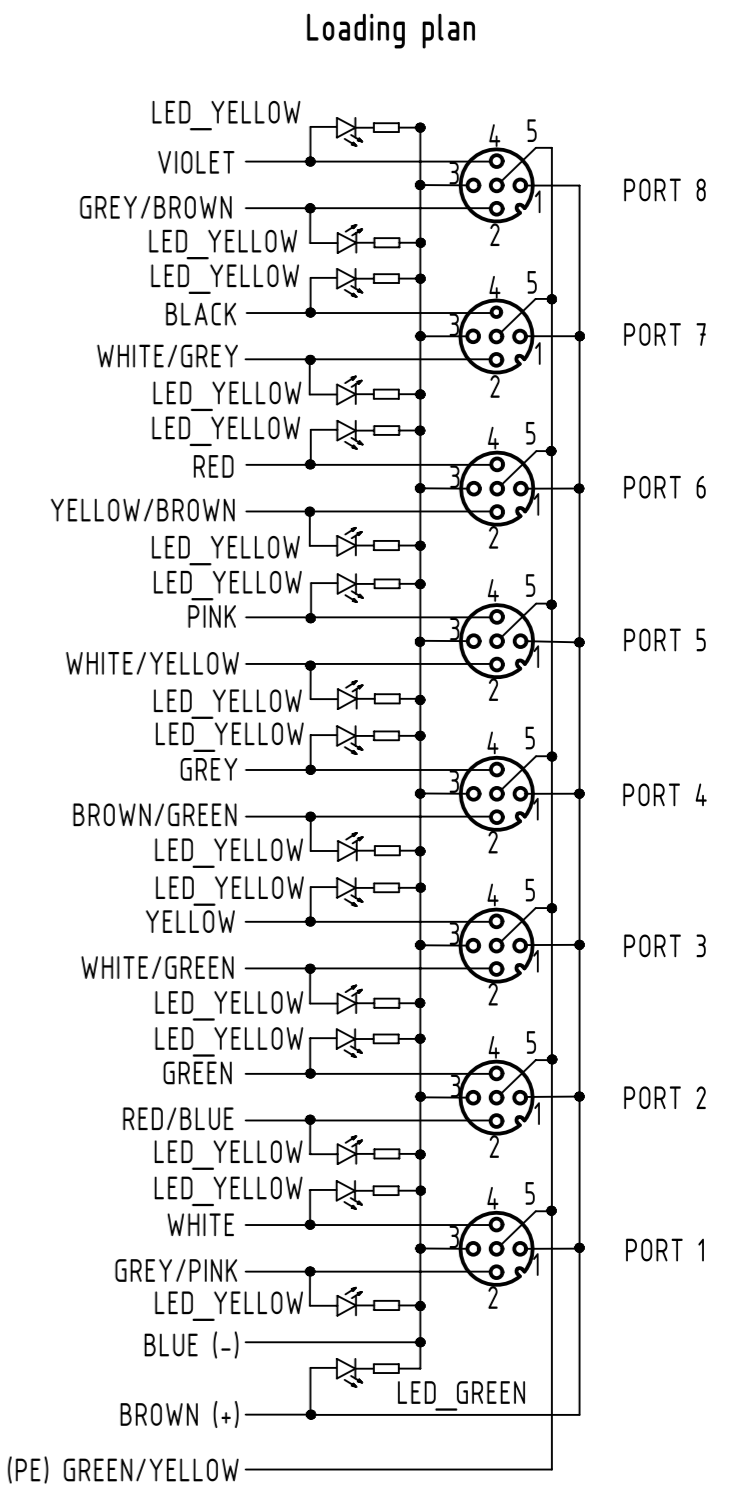 Loading plan
LED_YELLOW
4 5
VIOLET
3
PORT 8
GREY/BROWN
1
LED_YELLOW
2
LED_YELLOW
4 5
BLACK
3
PORT 7
WHITE/GREY
1
LED_YELLOW
2
LED_YELLOW
4 5
RED
3
PORT 6
YELLOW/BROWN
1
LED_YELLOW
2
LED_YELLOW
4 5
PINK
3
PORT 5
WHITE/YELLOW
1
LED_YELLOW
2
LED_YELLOW
4 5
GREY
3
PORT 4
BROWN/GREEN
1
LED_YELLOW
2
LED_YELLOW
4 5
YELLOW
3
PORT 3
WHITE/GREEN
1
LED_YELLOW
2
LED_YELLOW
4 5
GREEN
3
PORT 2
RED/BLUE
1
LED_YELLOW
2
LED_YELLOW
4 5
WHITE
3
PORT 1
GREY/PINK
1
LED_YELLOW
2
BLUE (-)
LED_GREEN
BROWN (+)
(PE) GREEN/YELLOW